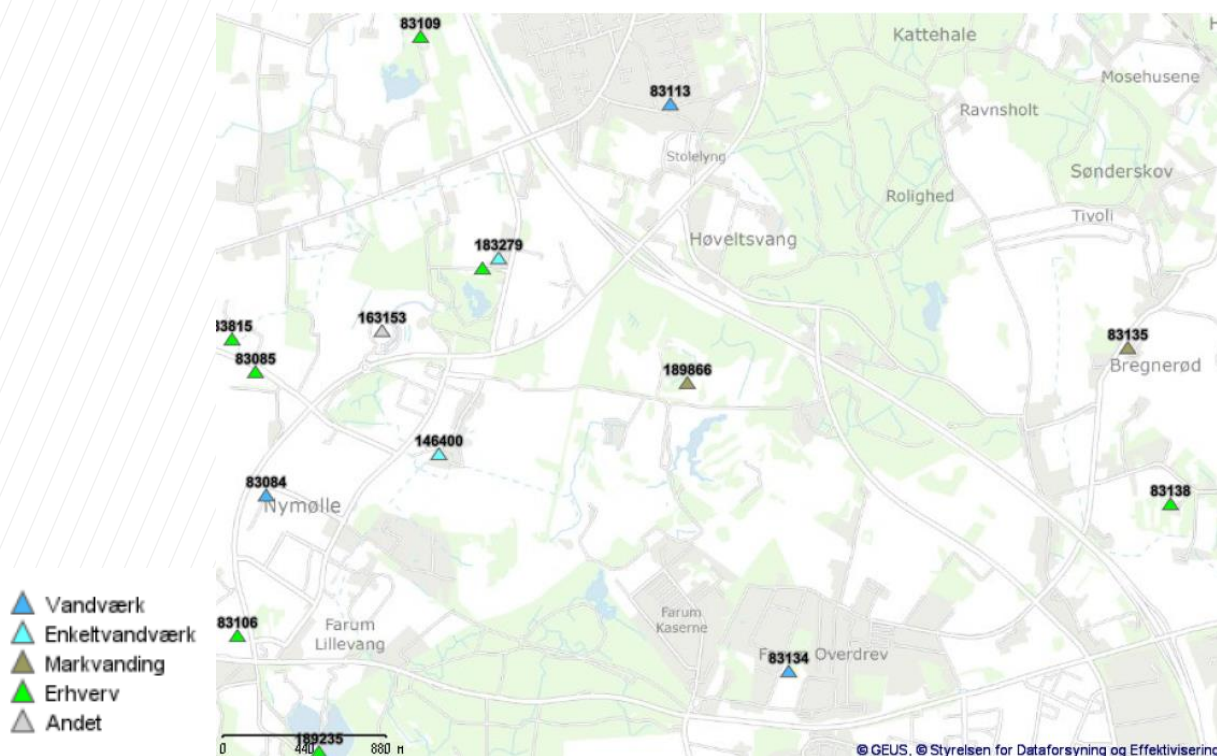 83109
H
Kattehale
Mosehusene
83113
Ravnsholt
Stolelyng
Sønderskov
Rolighed
Tivoli
Høveltsvang
183279
163153
83815
83085
83135
Bregnerød
189866
146400
83084
Nymølle
83138
Vandværk
Enkeltvandværk
Markvanding
Erhverv
Andet
83106
Farum
Lillevang
Farum
Kaserne
Overdrev
83134
189235
0 440 880 m
© GEUS, © Styrelsen for Dataforsyning og Effektivisering